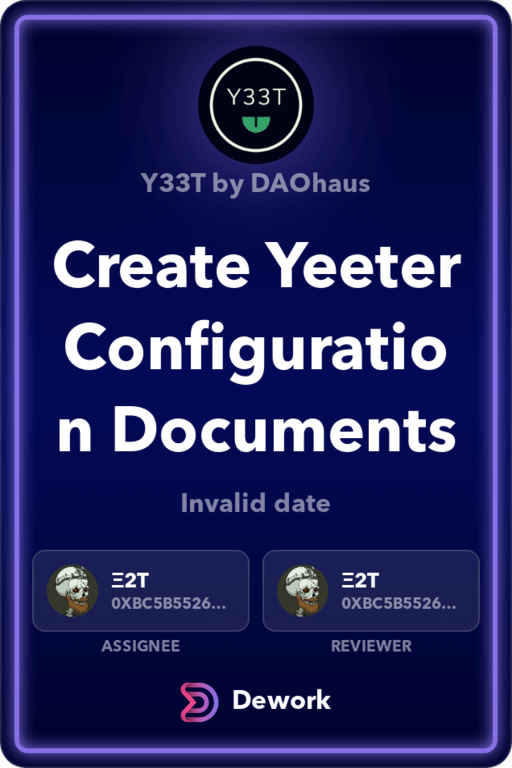 Y33T
Y33T by DAOhaus
Create Yeeter
Configuratio
n Documents
Invalid date
Ξ2T
0XBC5B5526...
Ξ2T
0XBC5B5526...
ASSIGNEE
REVIEWER
Dework